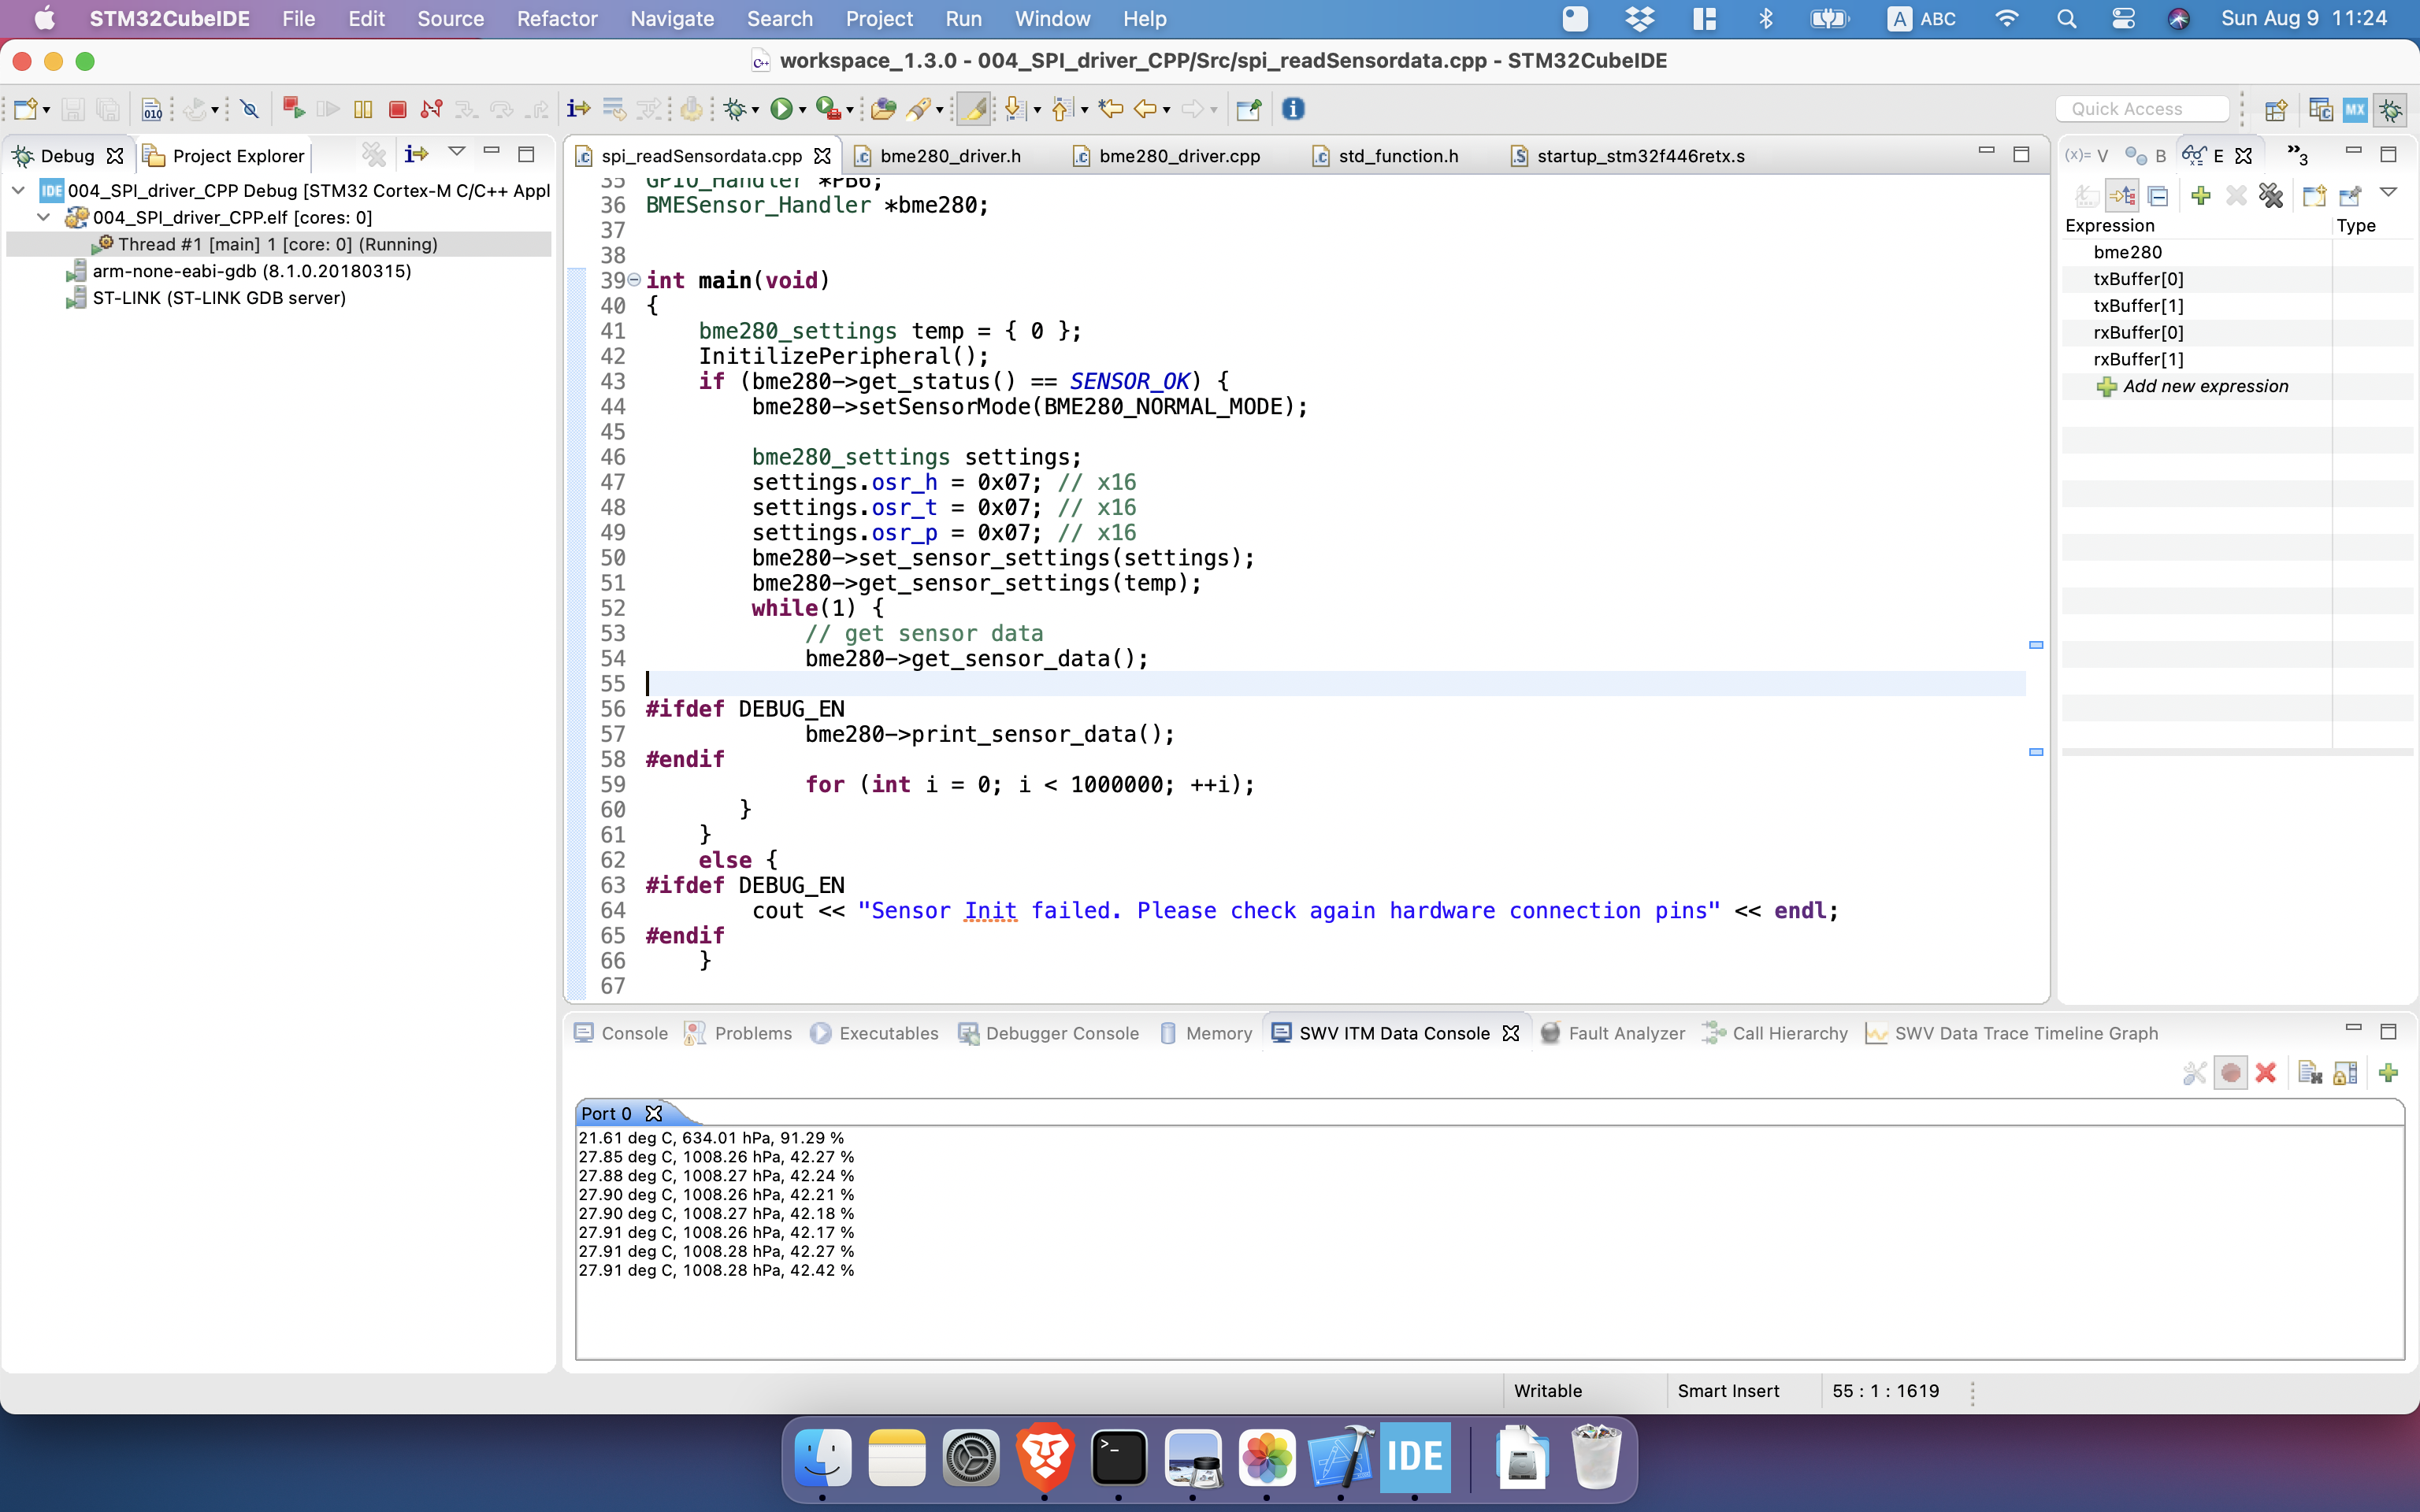 STM32CubeIDE File Edit Source Refactor Navigate Search Project Run Window Help A ABC Sun Aug 9 11:24
workspace_1.3.0 - 004_SPI_driver_CPP/Src/spi_readSensordata.cpp - STM32CubeIDE
010 Quick Access MX
Debug Project Explorer
IDE 004_SPI_driver_CPP Debug [STM32 Cortex-M C/C++ Appl
004_SPI_driver_CPP.elf [cores: 0]
Thread #1 [main] 1 [core: 0] (Running)
arm-none-eabi-gdb (8.1.0.20180315)
ST-LINK (ST-LINK GDB server)
spi_readSensordata.cpp bme280_driver.h bme280_driver.cpp std_function.h startup_stm32f446retx.s
35 GPIO_Handler *PB6;
36 BMESensor_Handler *bme280;
37
38
39 int main(void)
40 {
41 bme280_settings temp = { 0 };
42 InitilizePeripheral();
43 if (bme280->get_status() == SENSOR_OK) {
44 bme280->setSensorMode(BME280_NORMAL_MODE);
45
46 bme280_settings settings;
47 settings.osr_h = 0x07; // x16
48 settings.osr_t = 0x07; // x16
49 settings.osr_p = 0x07; // x16
50 bme280->set_sensor_settings(settings);
51 bme280->get_sensor_settings(temp);
52 while(1) {
53 // get sensor data
54 bme280->get_sensor_data();
55
56 #ifdef DEBUG_EN
57 bme280->print_sensor_data();
58 #endif
59 for (int i = 0; i < 1000000; ++i);
60 }
61 }
62 else {
63 #ifdef DEBUG_EN
64 cout << "Sensor Init failed. Please check again hardware connection pins" << endl;
65 #endif
66 }
67
(x)= V B E »3
Expression Type
bme280
txBuffer[0]
txBuffer[1]
rxBuffer[0]
rxBuffer[1]
Add new expression
Console Problems Executables Debugger Console Memory SWV ITM Data Console Fault Analyzer Call Hierarchy SWV Data Trace Timeline Graph
Port 0
21.61 deg C, 634.01 hPa, 91.29 %
27.85 deg C, 1008.26 hPa, 42.27 %
27.88 deg C, 1008.27 hPa, 42.24 %
27.90 deg C, 1008.26 hPa, 42.21 %
27.90 deg C, 1008.27 hPa, 42.18 %
27.91 deg C, 1008.26 hPa, 42.17 %
27.91 deg C, 1008.28 hPa, 42.27 %
27.91 deg C, 1008.28 hPa, 42.42 %
Writable Smart Insert 55 : 1 : 1619
IDE